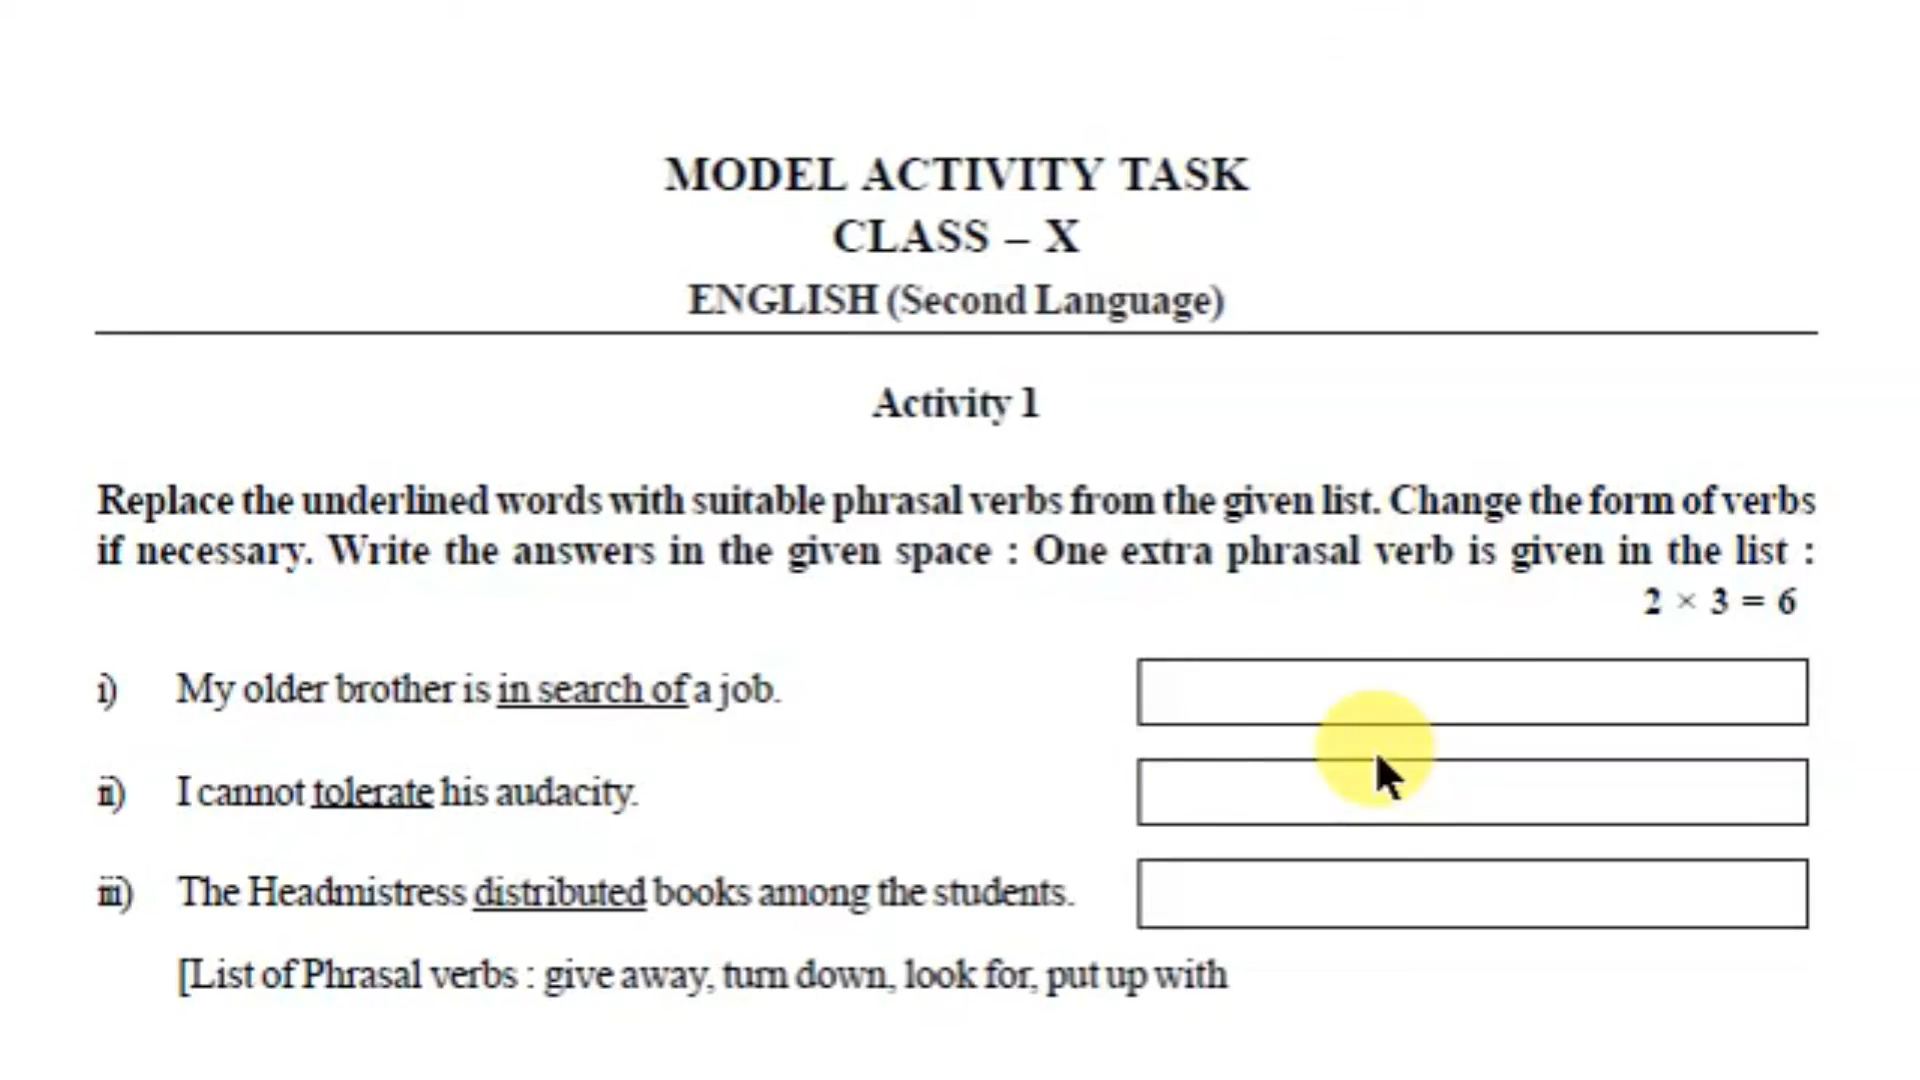 MODEL ACTIVITY TASK
CLASS – X
ENGLISH (Second Language)
Activity 1
Replace the underlined words with suitable phrasal verbs from the given list. Change the form of verbs
if necessary. Write the answers in the given space : One extra phrasal verb is given in the list :
2 × 3 = 6
i) My older brother is in search of a job.
ii) I cannot tolerate his audacity.
iii) The Headmistress distributed books among the students.
[List of Phrasal verbs : give away, turn down, look for, put up with